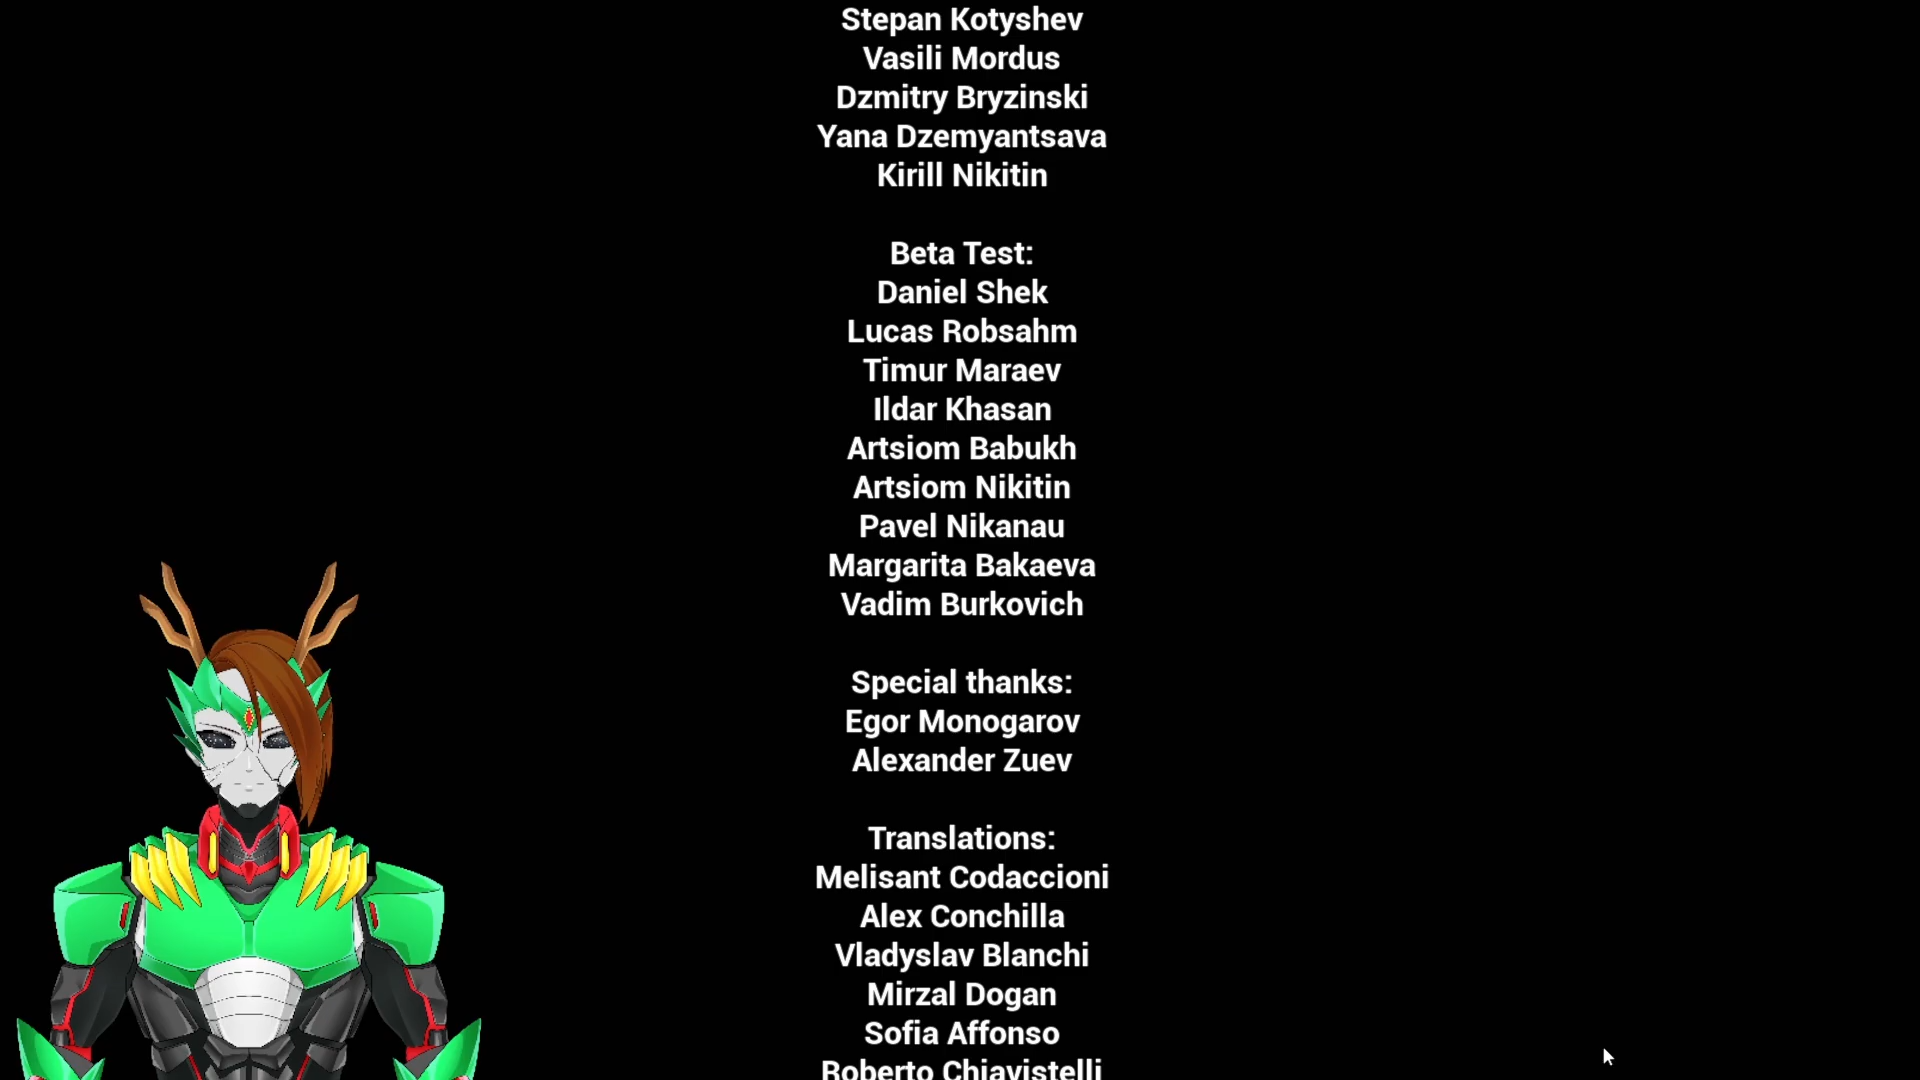 Stepan Kotyshev
Vasili Mordus
Dzmitry Bryzinski
Yana Dzemyantsava
Kirill Nikitin
Beta Test:
Daniel Shek
Lucas Robsahm
Timur Maraev
Ildar Khasan
Artsiom Babukh
Artsiom Nikitin
Pavel Nikanau
Margarita Bakaeva
Vadim Burkovich
Special thanks:
Egor Monogarov
Alexander Zuev
Translations:
Melisant Codaccioni
Alex Conchilla
Vladyslav Blanchi
Mirzal Dogan
Sofia Affonso
Roberto Chiavistelli